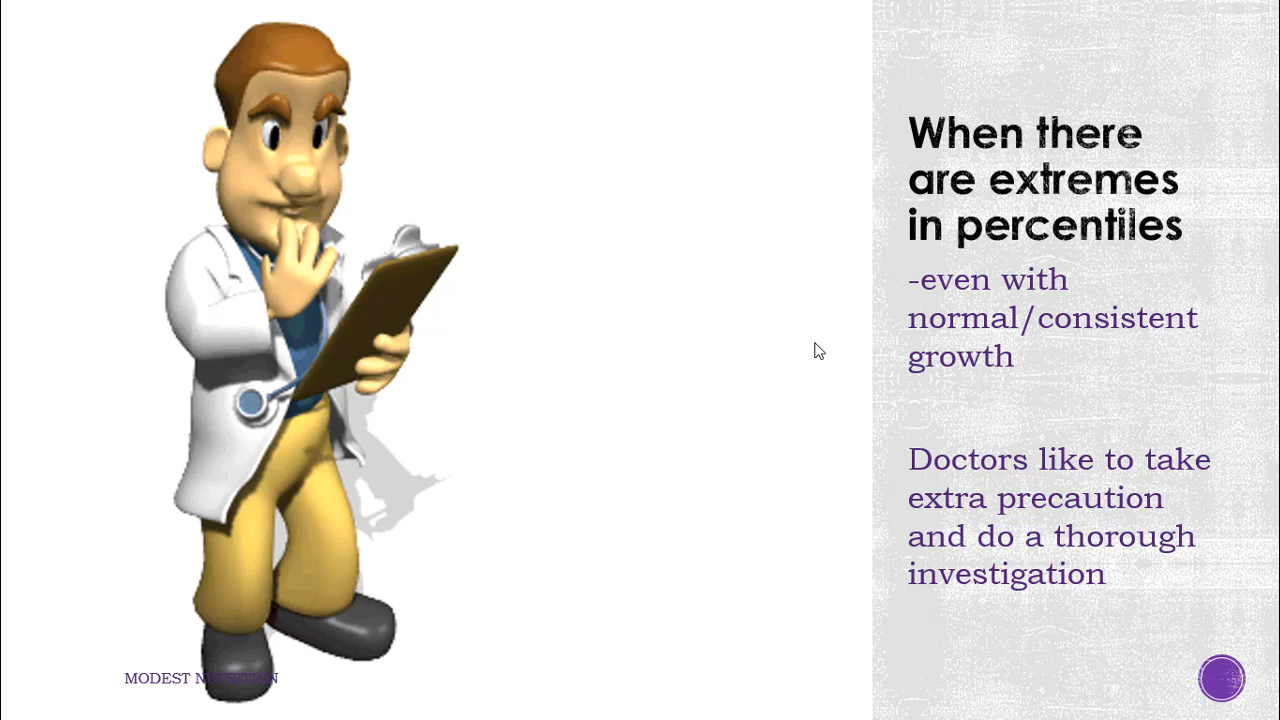 When there
are extremes
in percentiles
-even with
normal/consistent
growth
Doctors like to take
extra precaution
and do a thorough
investigation
MODEST NUTRITION